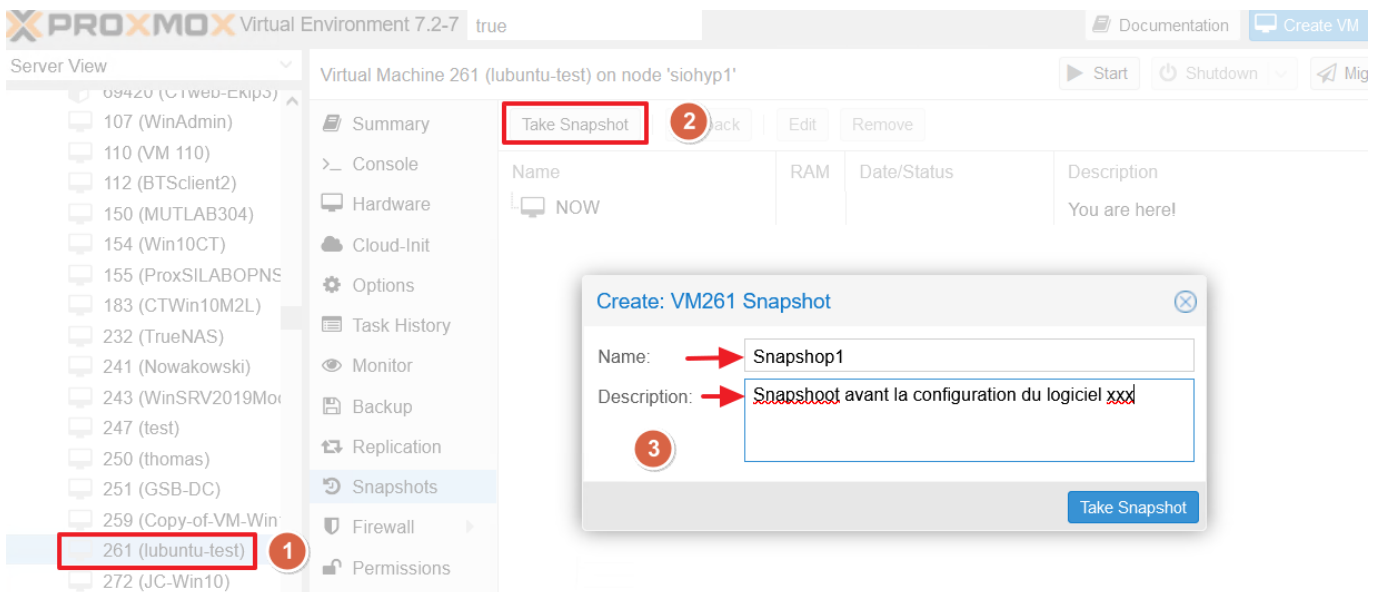 PROXMOX Virtual Environment 7.2-7 true Documentation Create VM
Server View
Virtual Machine 261 (lubuntu-test) on node 'siohyp1' Start Shutdown Mig
69420 (CTweb-Ekip3)
107 (WinAdmin)
110 (VM 110)
112 (BTSclient2)
150 (MUTLAB304)
154 (Win10CT)
155 (ProxSILABOPNS
183 (CTWin10M2L)
232 (TrueNAS)
241 (Nowakowski)
243 (WinSRV2019Mod
247 (test)
250 (thomas)
251 (GSB-DC)
259 (Copy-of-VM-Win
261 (lubuntu-test) 1
272 (JC-Win10)
Summary
>_ Console
Hardware
Cloud-Init
Options
Task History
Monitor
Backup
Replication
Snapshots
Firewall
Permissions
Take Snapshot 2 ack Edit Remove
Name RAM Date/Status Description
NOW You are here!
Create: VM261 Snapshot
Name: Snapshop1
Description: Snapshoot avant la configuration du logiciel xxx
3
Take Snapshot